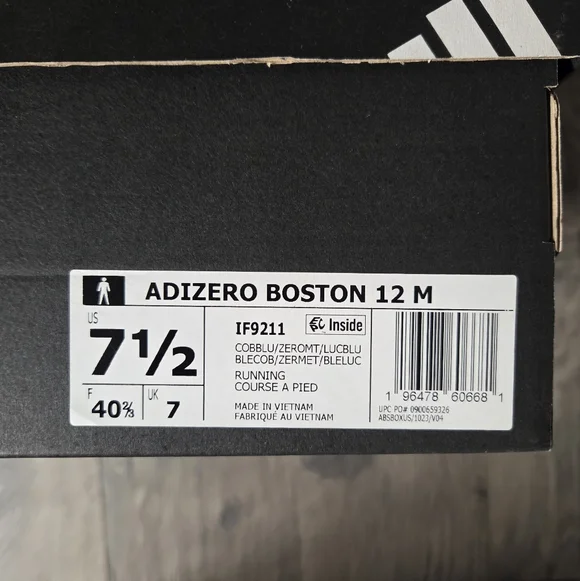 ADIZERO BOSTON 12 M
US
7½
F
40⅔
UK
7
IF9211
Inside
COBBLU/ZEROMT/LUCBLU
BLECOB/ZERMET/BLELUC
RUNNING
COURSE A PIED
MADE IN VIETNAM
FABRIQUÉ AU VIETNAM
1 96478 60668 1
UPC PO# 0900659326
ABSBOXUS/1023/V04